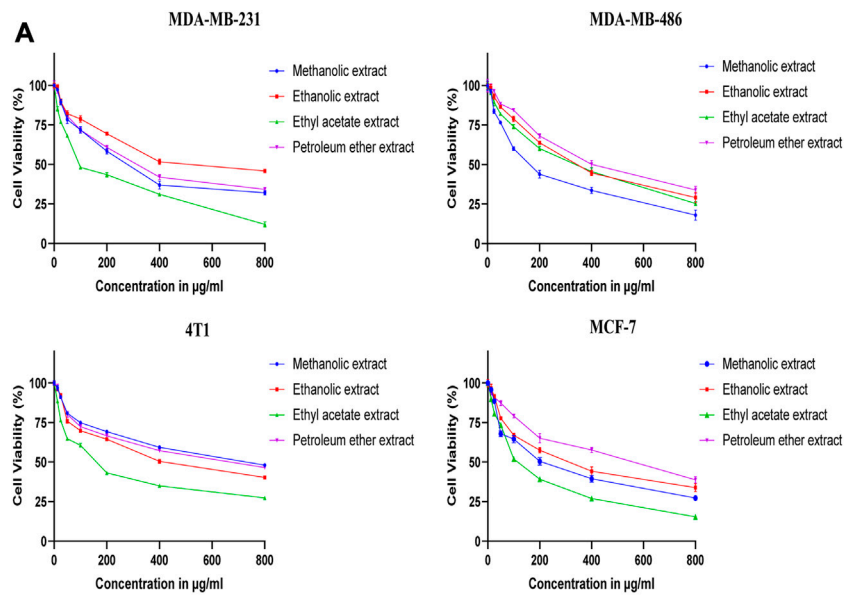 A
MDA-MB-231
Cell Viability (%)
100
75
50
25
0
0 200 400 600 800
Concentration in µg/ml
Methanolic extract
Ethanolic extract
Ethyl acetate extract
Petroleum ether extract
MDA-MB-486
Cell Viability (%)
100
75
50
25
0
0 200 400 600 800
Concentration in µg/ml
Methanolic extract
Ethanolic extract
Ethyl acetate extract
Petroleum ether extract
4T1
Cell Viability (%)
100
75
50
25
0
0 200 400 600 800
Concentration in µg/ml
Methanolic extract
Ethanolic extract
Ethyl acetate extract
Petroleum ether extract
MCF-7
Cell Viability (%)
100
75
50
25
0
0 200 400 600 800
Concentration in µg/ml
Methanolic extract
Ethanolic extract
Ethyl acetate extract
Petroleum ether extract